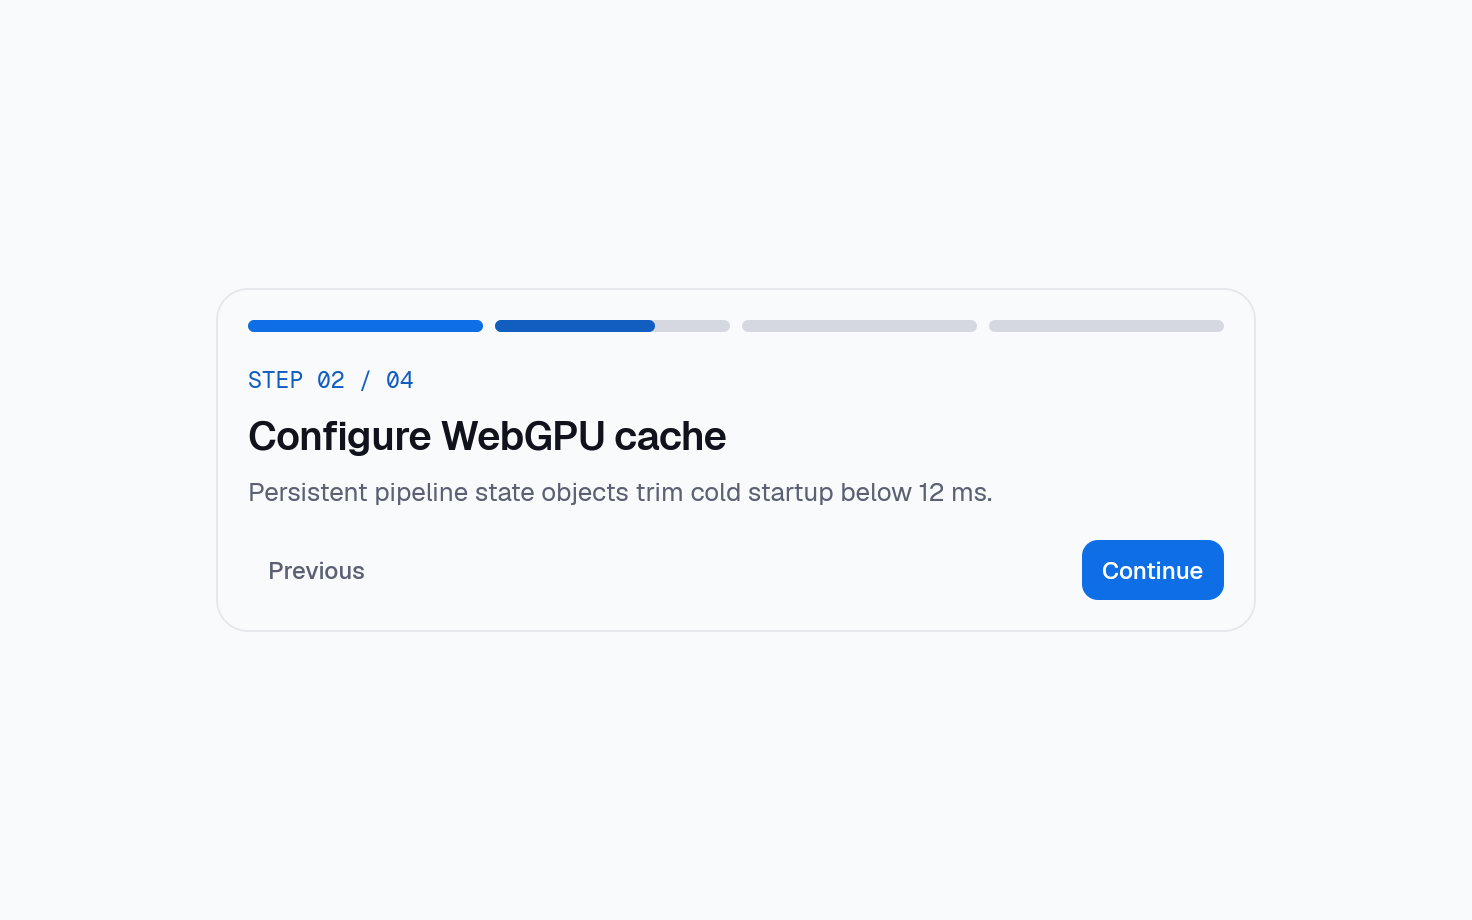 STEP 02 / 04
Configure WebGPU cache
Persistent pipeline state objects trim cold startup below 12 ms.
Previous
Continue